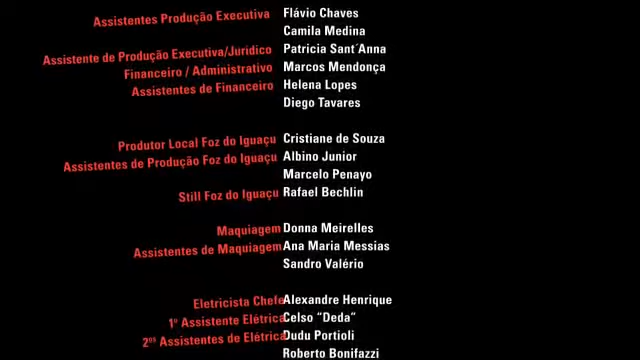 Assistentes Produção Executiva Flávio Chaves
Camila Medina
Assistente de Produção Executiva/Jurídico Patricia Sant´Anna
Financeiro / Administrativo Marcos Mendonça
Assistentes de Financeiro Helena Lopes
Diego Tavares
Produtor Local Foz do Iguaçu Cristiane de Souza
Assistentes de Produção Foz do Iguaçu Albino Junior
Marcelo Penayo
Still Foz do Iguaçu Rafael Bechlin
Maquiagem Donna Meirelles
Assistentes de Maquiagem Ana Maria Messias
Sandro Valério
Eletricista Chefe Alexandre Henrique
1º Assistente Elétrica Celso “Deda”
2ºs Assistentes de Elétrica Dudu Portioli
Roberto Bonifazzi